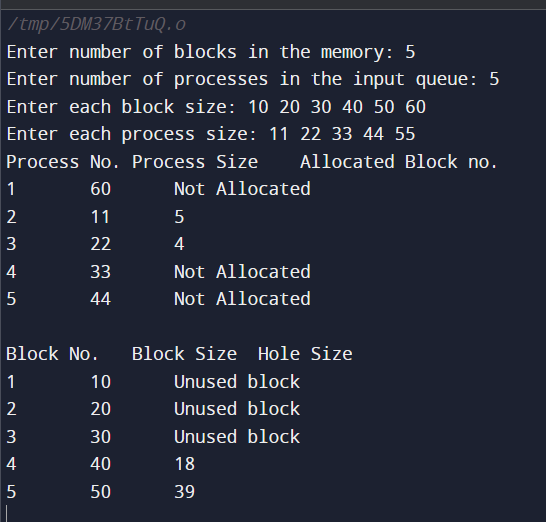 /tmp/5DM37BtTuQ.o
Enter number of blocks in the memory: 5
Enter number of processes in the input queue: 5
Enter each block size: 10 20 30 40 50 60
Enter each process size: 11 22 33 44 55
Process No. Process Size    Allocated Block no.
1       60      Not Allocated
2       11      5
3       22      4
4       33      Not Allocated
5       44      Not Allocated
Block No.   Block Size  Hole Size
1       10      Unused block
2       20      Unused block
3       30      Unused block
4       40      18
5       50      39